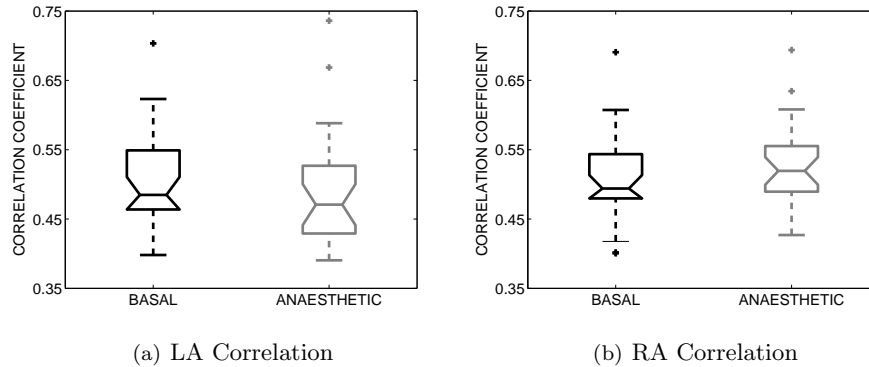 CORRELATION COEFFICIENT
0.75
0.65
0.55
0.45
0.35
BASAL ANAESTHETIC
(a) LA Correlation
CORRELATION COEFFICIENT
0.75
0.65
0.55
0.45
0.35
BASAL ANAESTHETIC
(b) RA Correlation